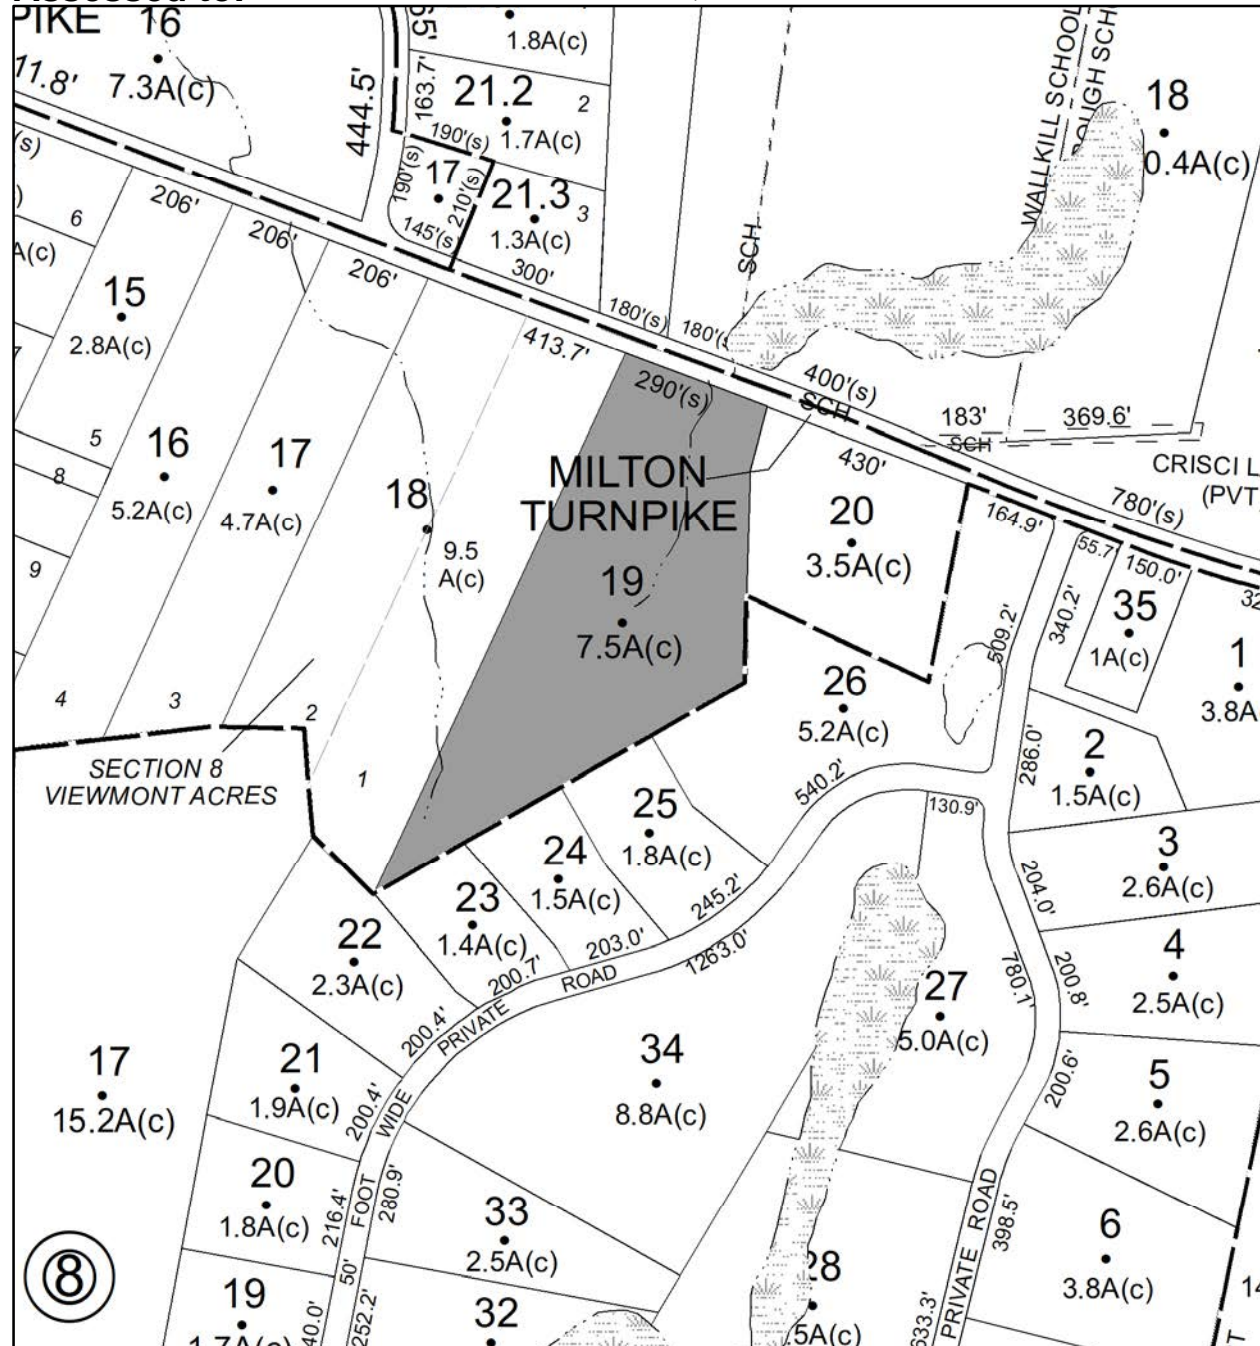 PIKE
16
7.3A(c)
11.8'
444.5'
65'
163.7'
1.8A(c)
21.2
2
1.7A(c)
190'(s)
190'(s)
17
210'(s)
145'(s)
21.3
3
1.3A(c)
300'
SCH
WALLKILL SCHOOL
18
0.4A(c)
(s)
)
6
A(c)
206'
206'
206'
15
2.8A(c)
7
413.7'
180'(s)
180'(s
290'(s)
400'(s)
SCH
183'
369.6'
SCH
CRISCI L
(PVT
780'(s)
430'
5
8
9
16
5.2A(c)
17
4.7A(c)
18
9.5
A(c)
MILTON
TURNPIKE
19
7.5A(c)
20
3.5A(c)
164.9'
55.7'
150.0'
32
509.2'
340.2'
35
1A(c)
1
3.8A
4
3
2
1
SECTION 8
VIEWMONT ACRES
26
5.2A(c)
286.0'
2
1.5A(c)
540.2'
130.9'
25
1.8A(c)
24
1.5A(c)
23
1.4A(c)
22
2.3A(c)
3
2.6A(c)
204.0'
245.2'
203.0'
1263.0'
200.7'
PRIVATE ROAD
200.4'
4
2.5A(c)
200.8'
780.1'
27
5.0A(c)
34
8.8A(c)
17
15.2A(c)
21
1.9A(c)
200.4'
WIDE
5
2.6A(c)
200.6'
20
1.8A(c)
216.4'
FOOT
280.9'
33
2.5A(c)
PRIVATE ROAD
398.5'
6
3.8A(c)
8
19
1.7A(c)
40.0'
50'
252.2'
32
28
.5A(c)
633.3'
14
T